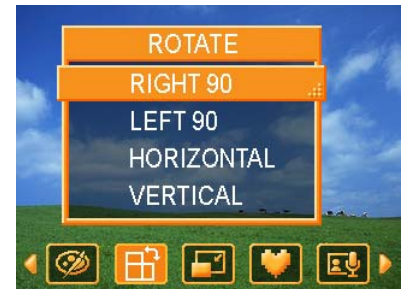 ROTATE
RIGHT 90
LEFT 90
HORIZONTAL
VERTICAL